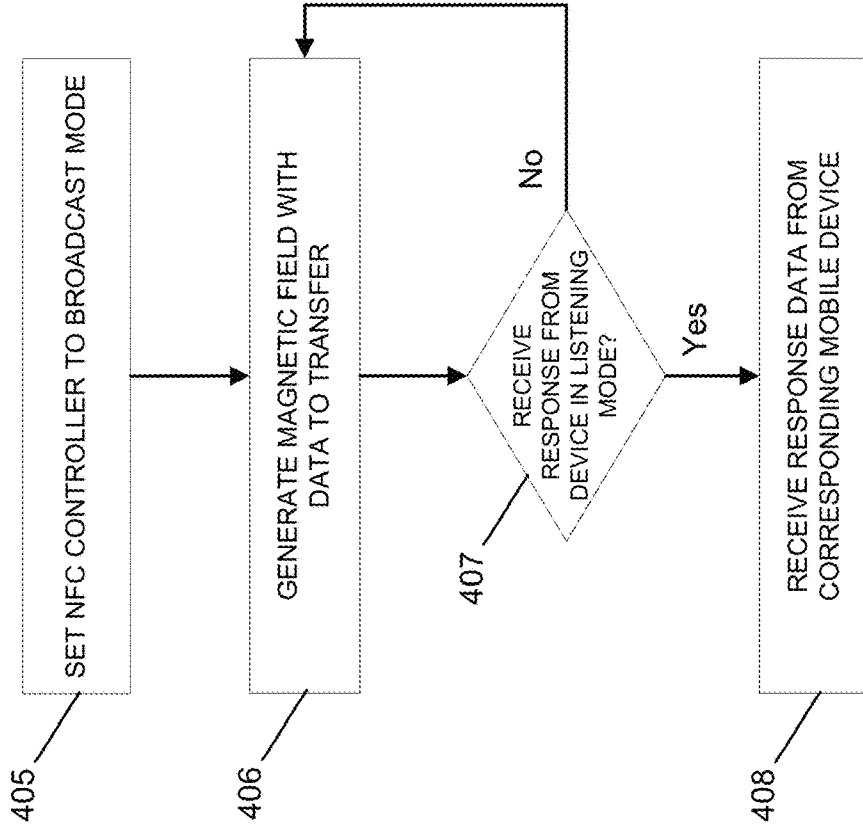 405
SET NFC CONTROLLER TO BROADCAST MODE
406
GENERATE MAGNETIC FIELD WITH
DATA TO TRANSFER
407
RECEIVE
RESPONSE FROM
DEVICE IN LISTENING
MODE?
No
Yes
408
RECEIVE RESPONSE DATA FROM
CORRESPONDING MOBILE DEVICE